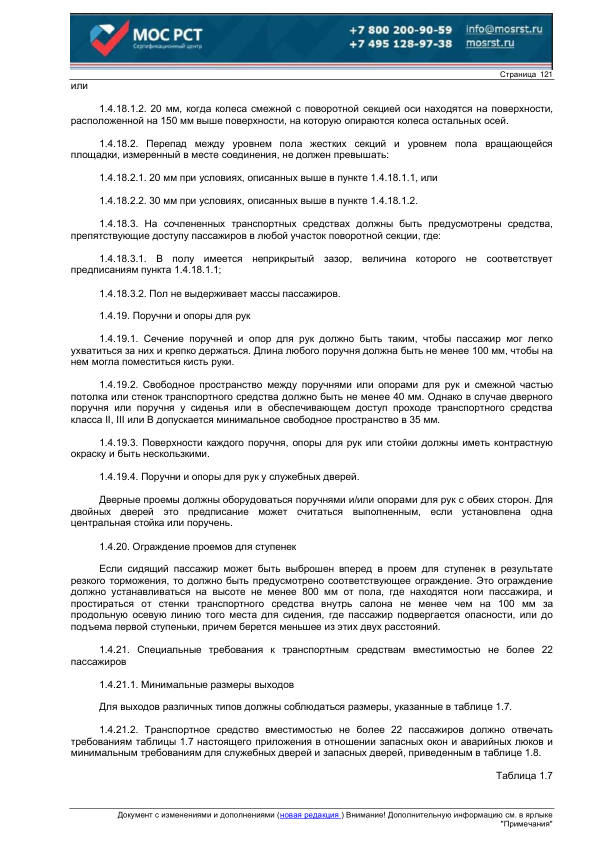 МОС РСТ
Сертификационный центр
+7 800 200-90-59 info@mosrst.ru
+7 495 128-97-38 mosrst.ru
Страница 121
или
1.4.18.1.2. 20 мм, когда колеса смежной с поворотной секцией оси находятся на поверхности,
расположенной на 150 мм выше поверхности, на которую опираются колеса остальных осей.
1.4.18.2. Перепад между уровнем пола жестких секций и уровнем пола вращающейся
площадки, измеренный в месте соединения, не должен превышать:
1.4.18.2.1. 20 мм при условиях, описанных выше в пункте 1.4.18.1.1, или
1.4.18.2.2. 30 мм при условиях, описанных выше в пункте 1.4.18.1.2.
1.4.18.3. На сочлененных транспортных средствах должны быть предусмотрены средства,
препятствующие доступу пассажиров в любой участок поворотной секции, где:
1.4.18.3.1. В полу имеется неприкрытый зазор, величина которого не соответствует
предписаниям пункта 1.4.18.1.1;
1.4.18.3.2. Пол не выдерживает массы пассажиров.
1.4.19. Поручни и опоры для рук
1.4.19.1. Сечение поручней и опор для рук должно быть таким, чтобы пассажир мог легко
ухватиться за них и крепко держаться. Длина любого поручня должна быть не менее 100 мм, чтобы на
нем могла поместиться кисть руки.
1.4.19.2. Свободное пространство между поручнями или опорами для рук и смежной частью
потолка или стенок транспортного средства должно быть не менее 40 мм. Однако в случае дверного
поручня или поручня у сиденья или в обеспечивающем доступ проходе транспортного средства
класса II, III или В допускается минимальное свободное пространство в 35 мм.
1.4.19.3. Поверхности каждого поручня, опоры для рук или стойки должны иметь контрастную
окраску и быть нескользкими.
1.4.19.4. Поручни и опоры для рук у служебных дверей.
Дверные проемы должны оборудоваться поручнями и/или опорами для рук с обеих сторон. Для
двойных дверей это предписание может считаться выполненным, если установлена одна
центральная стойка или поручень.
1.4.20. Ограждение проемов для ступенек
Если сидящий пассажир может быть выброшен вперед в проем для ступенек в результате
резкого торможения, то должно быть предусмотрено соответствующее ограждение. Это ограждение
должно устанавливаться на высоте не менее 800 мм от пола, где находятся ноги пассажира, и
простираться от стенки транспортного средства внутрь салона не менее чем на 100 мм за
продольную осевую линию того места для сидения, где пассажир подвергается опасности, или до
подъема первой ступеньки, причем берется меньшее из этих двух расстояний.
1.4.21. Специальные требования к транспортным средствам вместимостью не более 22
пассажиров
1.4.21.1. Минимальные размеры выходов
Для выходов различных типов должны соблюдаться размеры, указанные в таблице 1.7.
1.4.21.2. Транспортное средство вместимостью не более 22 пассажиров должно отвечать
требованиям таблицы 1.7 настоящего приложения в отношении запасных окон и аварийных люков и
минимальным требованиям для служебных дверей и запасных дверей, приведенным в таблице 1.8.
Таблица 1.7
Документ с изменениями и дополнениями (новая редакция ) Внимание! Дополнительную информацию см. в ярлыке
"Примечания"